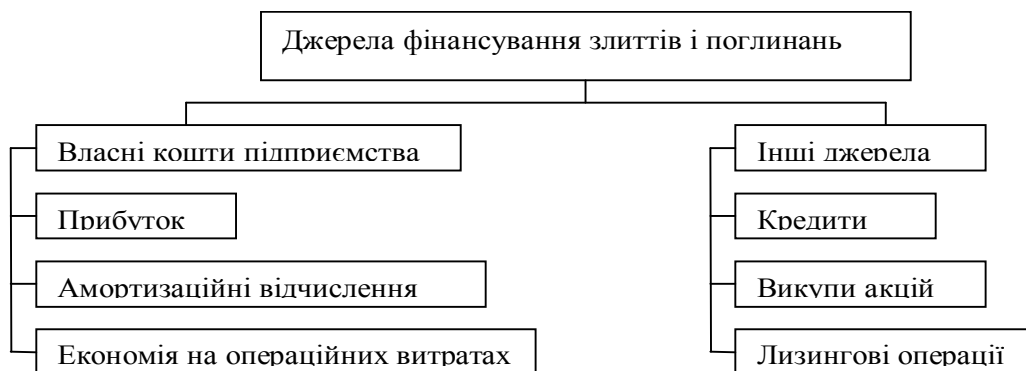 Джерела фінансування злиттів і поглинань
Власні кошти підприємства
Прибуток
Амортизаційні відчислення
Економія на операційних витратах
Інші джерела
Кредити
Викупи акцій
Лизингові операції